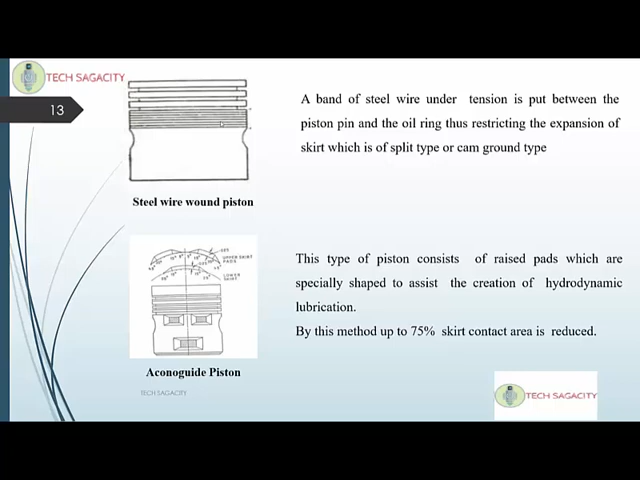 TECH SAGACITY
13
A band of steel wire under tension is put between the
piston pin and the oil ring thus restricting the expansion of
skirt which is of split type or cam ground type
Steel wire wound piston
UPPER SKIRT
PADS
LOWER
SKIRT
This type of piston consists of raised pads which are
specially shaped to assist the creation of hydrodynamic
lubrication.
By this method up to 75% skirt contact area is reduced.
Aconoguide Piston
TECH SAGACITY
TECH SAGACITY